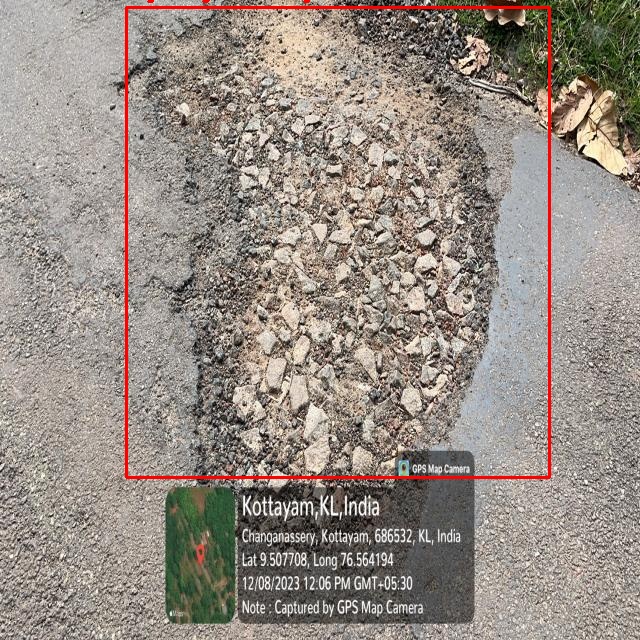 GPS Map Camera
Kottayam,KL,India
Changanassery, Kottayam, 686532, KL, India
Lat 9.507708, Long 76.564194
12/08/2023 12:06 PM GMT+05:30
Note : Captured by GPS Map Camera